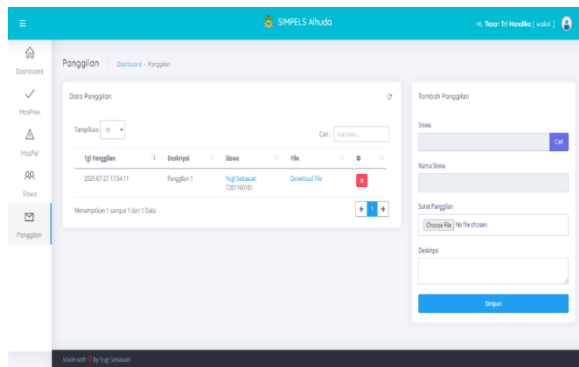 SIMPELS Alhuda
Hi, Tezar Tri Handika [ wakel ]
Dashboard
MasPres
MasPel
Siswa
Panggilan
Panggilan
Dashboard - Panggilan
Data Panggilan
Tampilkan: 10
Cari : Cari Data...
Tgl Panggilan Deskripsi Siswa File
2021-07-27 17:54:11 Panggilan 1 Yugi Setiawan Download File
7201160101
Menampilkan 1 sampai 1 dari 1 Data
1
Tambah Panggilan
Siswa
Cari
Nama Siswa
Surat Panggilan
Choose File No file chosen
Deskripsi
Simpan
Made with by Yugi Setiawan